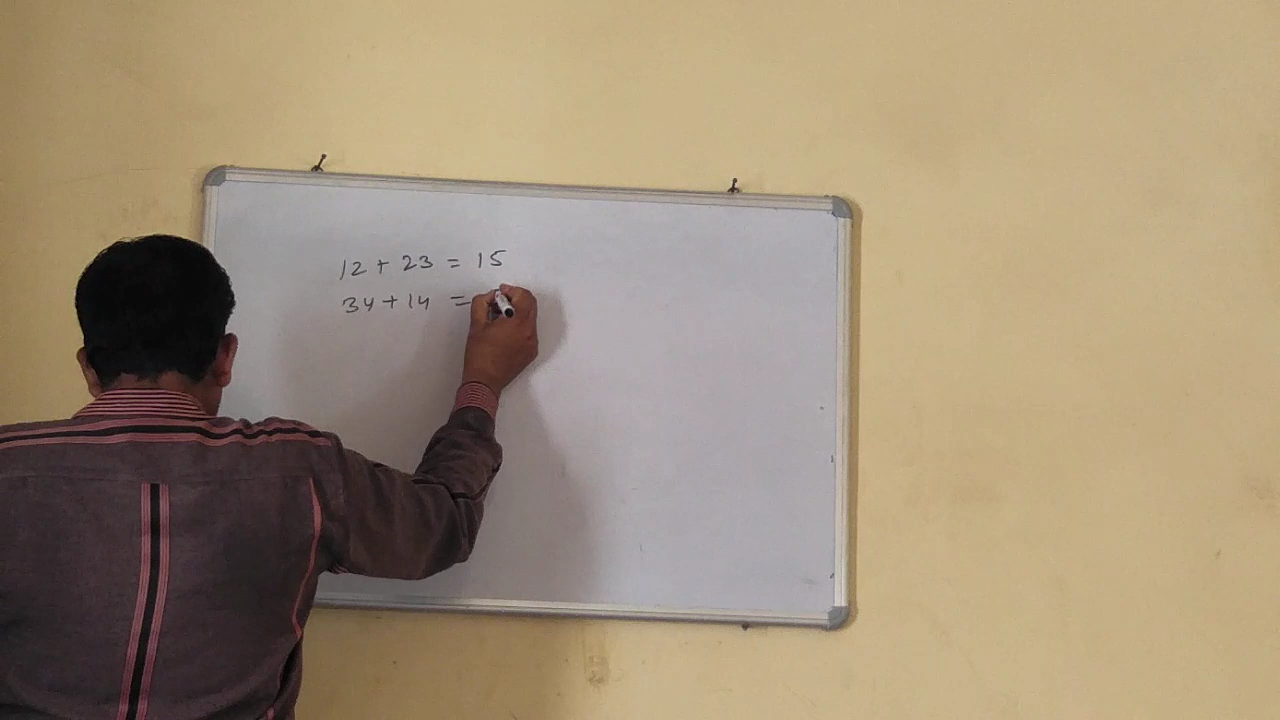 12 + 23 = 15
34 + 14 =